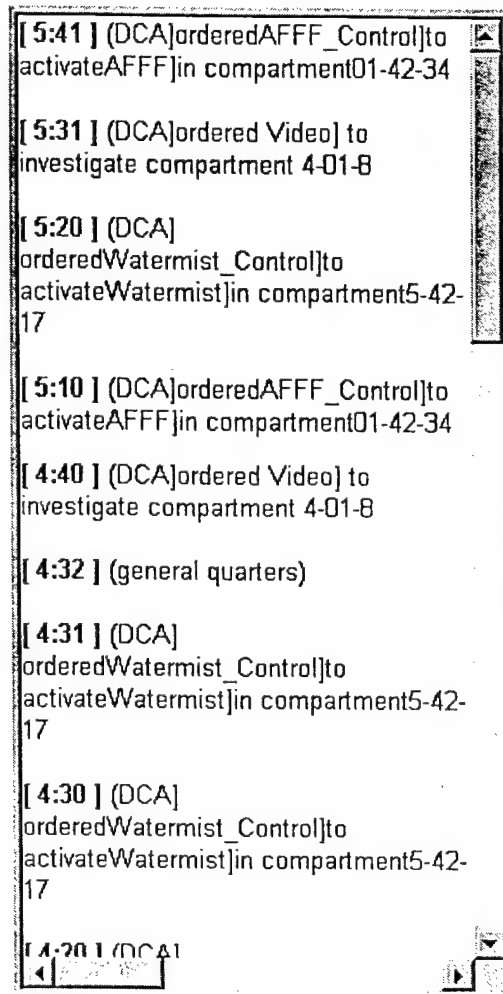 [ 5:41 ] (DCA]orderedAFFF_Control]to
activateAFFF]in compartment01-42-34
[ 5:31 ] (DCA]ordered Video] to
investigate compartment 4-01-8
[ 5:20 ] (DCA]
orderedWatermist_Control]to
activateWatermist]in compartment5-42-
17
[ 5:10 ] (DCA]orderedAFFF_Control]to
activateAFFF]in compartment01-42-34
[ 4:40 ] (DCA]ordered Video] to
investigate compartment 4-01-8
[ 4:32 ] (general quarters)
[ 4:31 ] (DCA]
orderedWatermist_Control]to
activateWatermist]in compartment5-42-
17
[ 4:30 ] (DCA]
orderedWatermist_Control]to
activateWatermist]in compartment5-42-
17
(DCA]